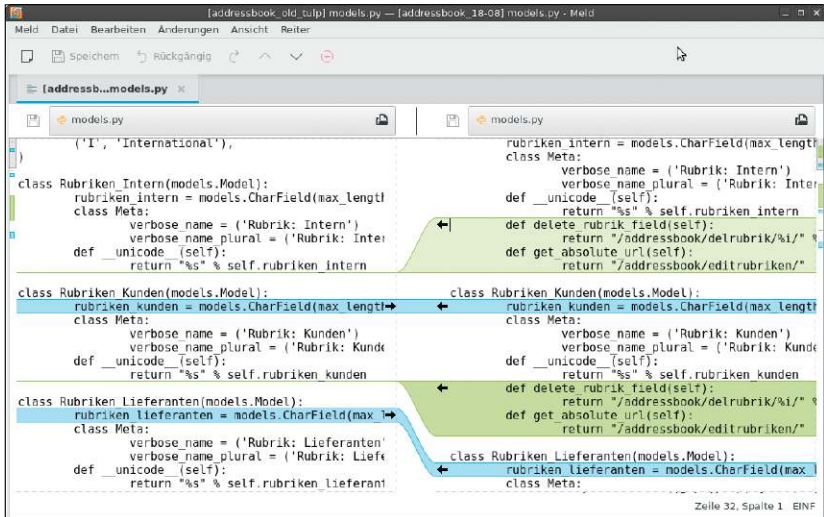 [addressbook_old_tulp] models.py — [addressbook_18-08] models.py - Meld
Meld Datei Bearbeiten Änderungen Ansicht Reiter
Speichern Rückgängig
[addressb...models.py ×
models.py
('I', 'International'),
)
class Rubriken_Intern(models.Model):
rubriken_intern = models.CharField(max_length
class Meta:
verbose_name = ('Rubrik: Intern')
verbose_name_plural = ('Rubrik: Inter
def __unicode__(self):
return "%s" % self.rubriken_intern
class Rubriken_Kunden(models.Model):
rubriken_kunden = models.CharField(max_length
class Meta:
verbose_name = ('Rubrik: Kunden')
verbose_name_plural = ('Rubrik: Kunde
def __unicode__(self):
return "%s" % self.rubriken_kunden
class Rubriken_Lieferanten(models.Model):
rubriken_lieferanten = models.CharField(max_l
class Meta:
verbose_name = ('Rubrik: Lieferanten'
verbose_name_plural = ('Rubrik: Liefe
def __unicode__(self):
return "%s" % self.rubriken_lieferant
models.py
rubriken_intern = models.CharField(max_length
class Meta:
verbose_name = ('Rubrik: Intern')
verbose_name_plural = ('Rubrik: Inter
def __unicode__(self):
return "%s" % self.rubriken_intern
def delete_rubrik_field(self):
return "/addressbook/delrubrik/%i/" %
def get_absolute_url(self):
return "/addressbook/editrubriken/"
class Rubriken_Kunden(models.Model):
rubriken_kunden = models.CharField(max_length
class Meta:
verbose_name = ('Rubrik: Kunden')
verbose_name_plural = ('Rubrik: Kunde
def __unicode__(self):
return "%s" % self.rubriken_kunden
def delete_rubrik_field(self):
return "/addressbook/delrubrik/%i/" %
def get_absolute_url(self):
return "/addressbook/editrubriken/"
class Rubriken_Lieferanten(models.Model):
rubriken_lieferanten = models.CharField(max_l
class Meta:
Zeile 32, Spalte 1 EINF